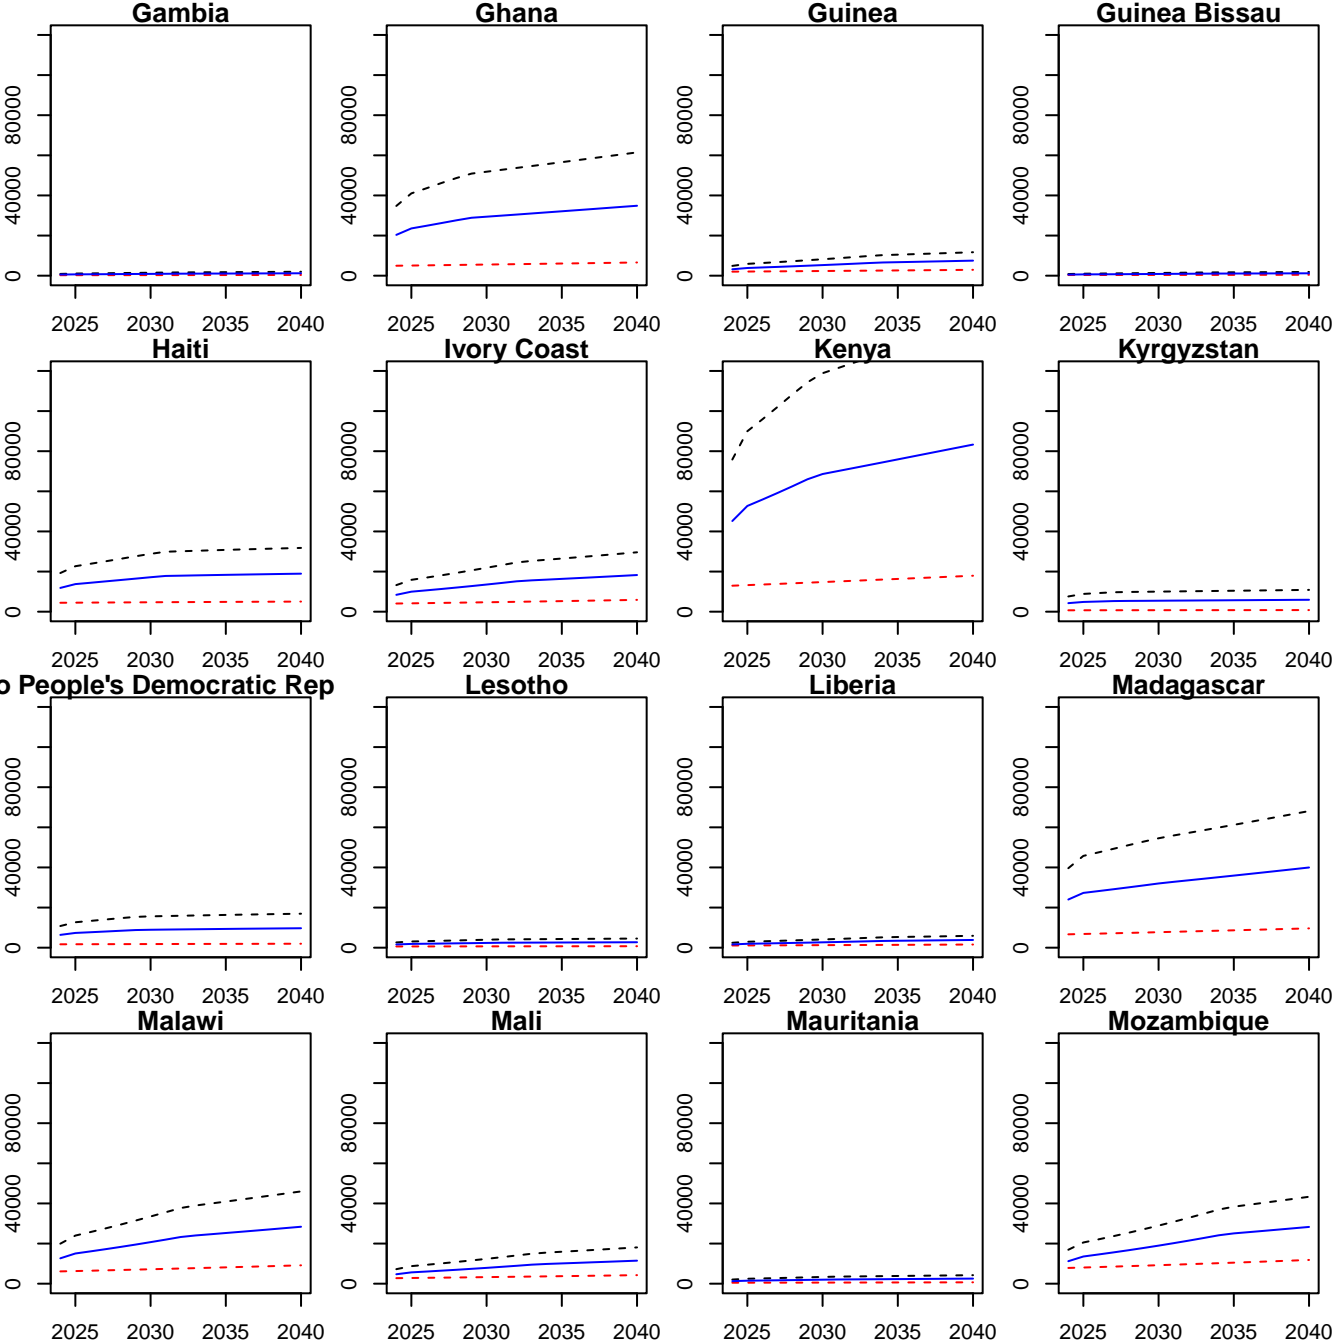 Gambia Ghana Guinea Guinea Bissau
80000 80000 80000 80000
40000 40000 40000 40000
0 0 0 0
2025 2030 2035 2040 2025 2030 2035 2040 2025 2030 2035 2040 2025 2030 2035 2040
Haiti Ivory Coast Kenya Kyrgyzstan
80000 80000 80000 80000
40000 40000 40000 40000
0 0 0 0
2025 2030 2035 2040 2025 2030 2035 2040 2025 2030 2035 2040 2025 2030 2035 2040
o People's Democratic Rep Lesotho Liberia Madagascar
80000 80000 80000 80000
40000 40000 40000 40000
0 0 0 0
2025 2030 2035 2040 2025 2030 2035 2040 2025 2030 2035 2040 2025 2030 2035 2040
Malawi Mali Mauritania Mozambique
80000 80000 80000 80000
40000 40000 40000 40000
0 0 0 0
2025 2030 2035 2040 2025 2030 2035 2040 2025 2030 2035 2040 2025 2030 2035 2040